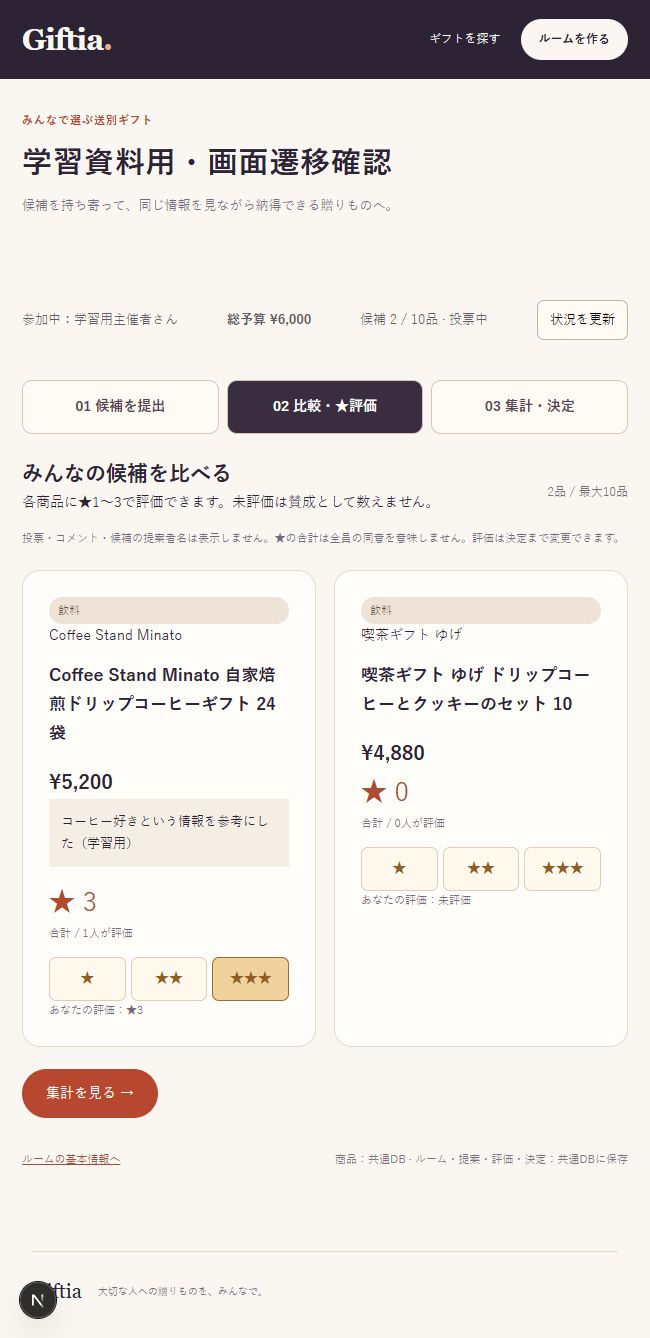 Giftia.
ギフトを探す
ルームを作る
みんなで選ぶ送別ギフト
学習資料用・画面遷移確認
候補を持ち寄って、同じ情報を見ながら納得できる贈りものへ。
参加中：学習用主催者さん
総予算 ¥6,000
候補 2 / 10品 · 投票中
状況を更新
01 候補を提出
02 比較・★評価
03 集計・決定
みんなの候補を比べる
各商品に★1〜3で評価できます。未評価は賛成として数えません。
2品 / 最大10品
投票・コメント・候補の提案者名は表示しません。★の合計は全員の同意を意味しません。評価は決定まで変更できます。
飲料
Coffee Stand Minato
Coffee Stand Minato 自家焙
煎ドリップコーヒーギフト 24
袋
¥5,200
コーヒー好きという情報を参考にし
た（学習用）
★ 3
合計 / 1人が評価
★
★★
★★★
あなたの評価：★3
飲料
喫茶ギフト ゆげ
喫茶ギフト ゆげ ドリップコー
ヒーとクッキーのセット 10
¥4,880
★ 0
合計 / 0人が評価
★
★★
★★★
あなたの評価：未評価
集計を見る →
ルームの基本情報へ
商品：共通DB · ルーム・提案・評価・決定：共通DBに保存
N
大切な人への贈りものを、みんなで。